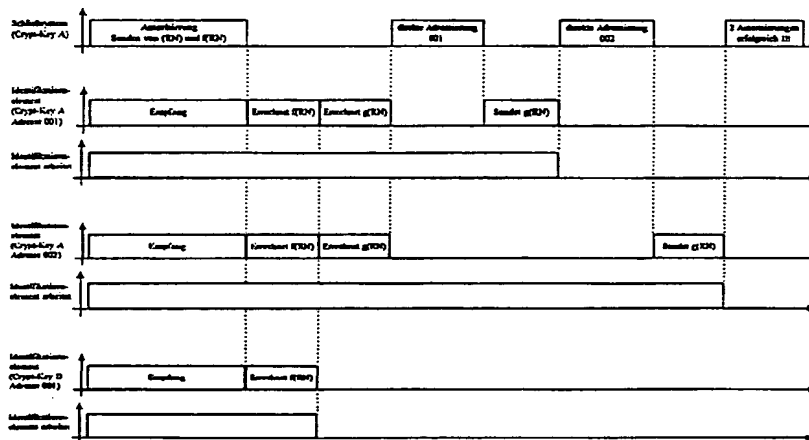 Schließsystem
(Crypt-Key A)
Autorisierung
Senden von (RN) und f(RN)
direkte Adressierung
001
direkte Adressierung
002
2 Autorisierungen
erfolgreich !!!
Identifikations-
element
(Crypt-Key A
Adresse 001)
Empfang
Errechnet f(RN)
Errechnet g(RN)
Sendet g(RN)
Identifikations-
element arbeitet
Identifikations-
element
(Crypt-Key A
Adresse 002)
Empfang
Errechnet f(RN)
Errechnet g(RN)
Sendet g(RN)
Identifikations-
element arbeitet
Identifikations-
element
(Crypt-Key B
Adresse 001)
Empfang
Errechnet f(RN)
Identifikations-
element arbeitet